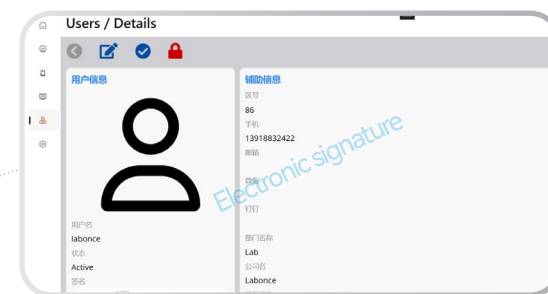 Users / Details
用户信息
用户名
labonce
状态
Active
签名
辅助信息
区号
86
手机
13918832422
邮箱
微信
钉钉
部门名称
Lab
公司名
Labonce
Electronic signature